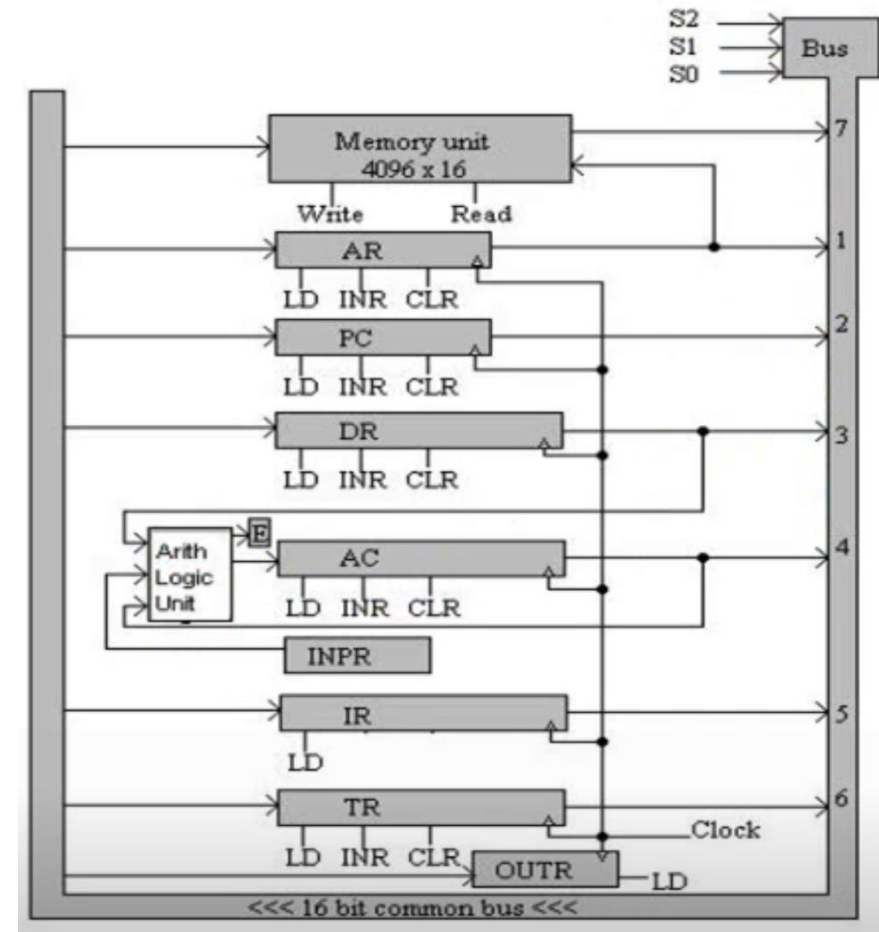 S2
S1
S0
Bus
Memory unit
4096 x 16
7
Write Read
AR
1
LD INR CLR
PC
2
LD INR CLR
DR
3
LD INR CLR
E
Arith
Logic
Unit
AC
4
LD INR CLR
INPR
IR
5
LD
TR
6
Clock
LD INR CLR
OUTR
LD
<<< 16 bit common bus <<<